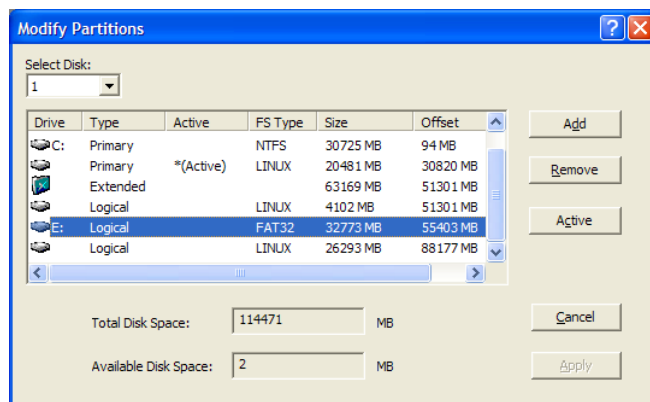 Modify Partitions
Select Disk:
1
Drive Type Active FS Type Size Offset
C: Primary NTFS 30725 MB 94 MB
Primary *(Active) LINUX 20481 MB 30820 MB
Extended 63169 MB 51301 MB
Logical LINUX 4102 MB 51301 MB
E: Logical FAT32 32773 MB 55403 MB
Logical LINUX 26293 MB 88177 MB
Add
Remove
Active
Total Disk Space: 114471 MB
Cancel
Available Disk Space: 2 MB
Apply